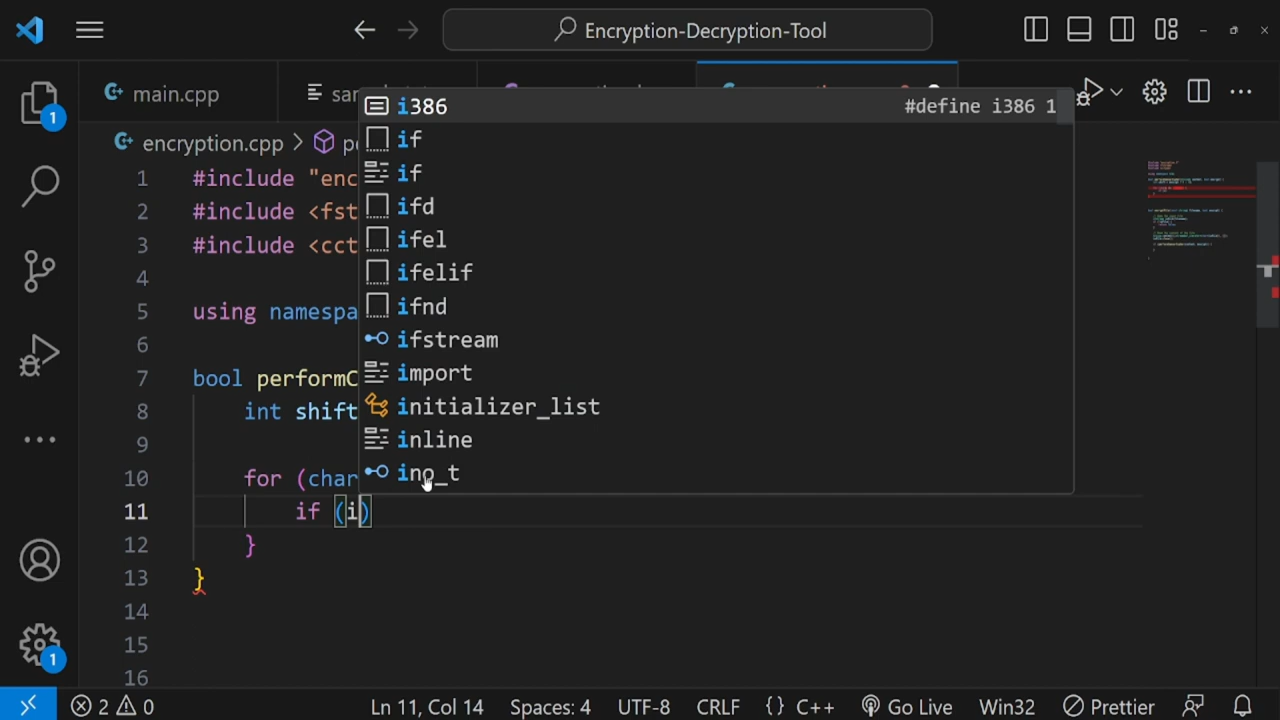 Encryption-Decryption-Tool
main.cpp
encryption.cpp > pe
1
1 #include "enc
2 #include <fst
3 #include <cct
4
5 using namespa
6
7 bool performC
8 int shift
9
10 for (char
11 if (i)
12 }
13 }
14
15
16
i386 #define i386 1
if
if
ifd
ifel
ifelif
ifnd
ifstream
import
initializer_list
inline
ino_t
1
2 0 Ln 11, Col 14 Spaces: 4 UTF-8 CRLF {} C++ Go Live Win32 Prettier